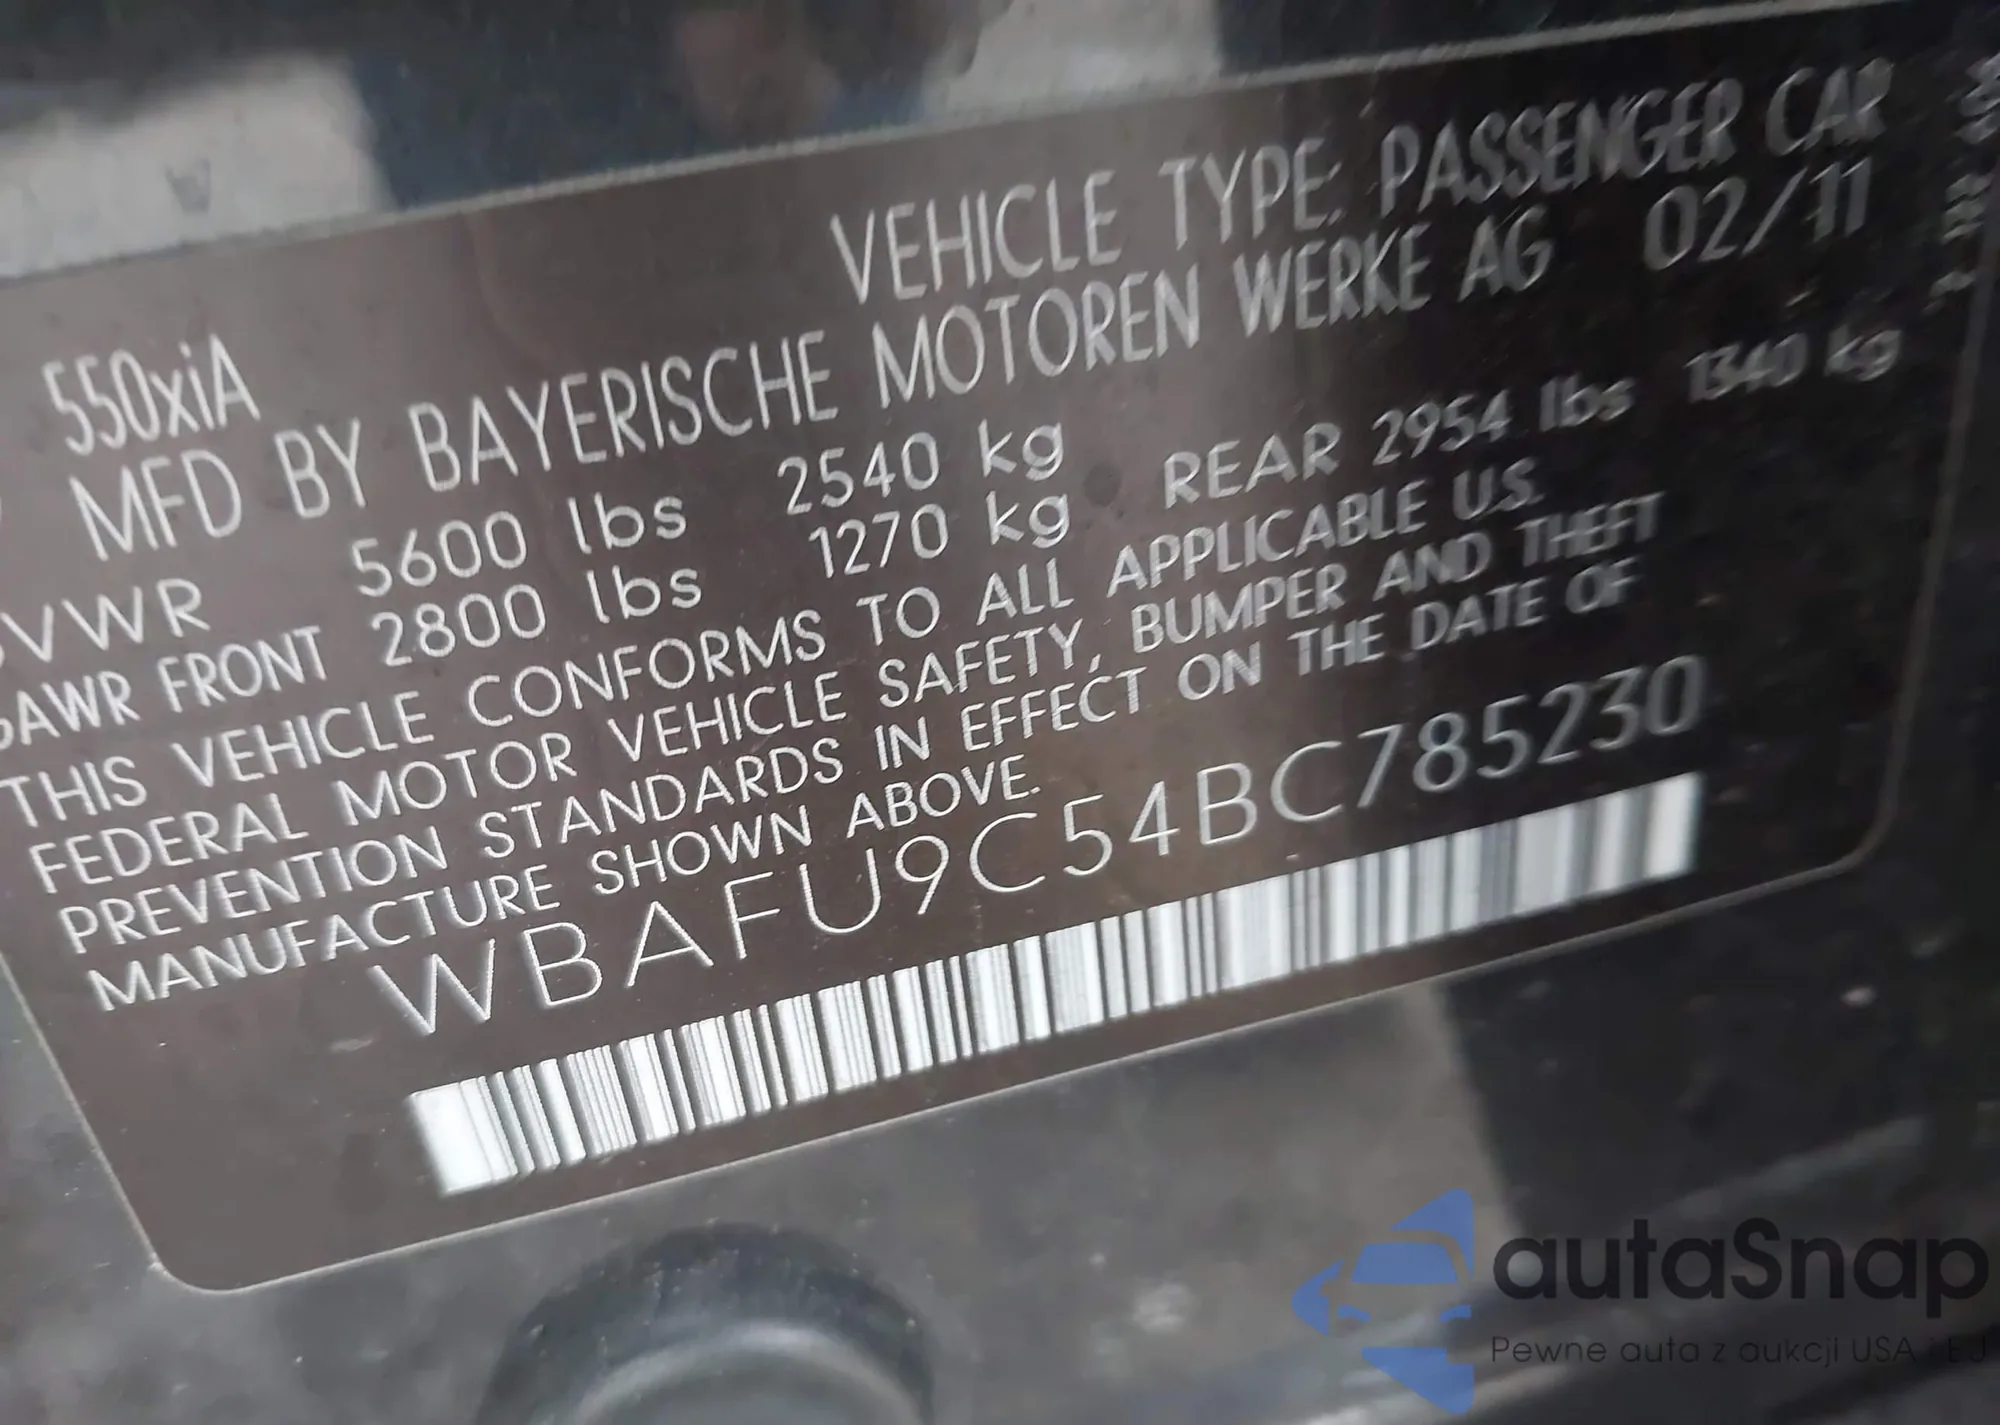 VEHICLE TYPE: PASSENGER CAR
550xiA
MFD BY BAYERISCHE MOTOREN WERKE AG 02/11
VWR 5600 lbs 2540 kg
GAWR FRONT 2800 lbs 1270 kg REAR 2954 lbs 1340 kg
THIS VEHICLE CONFORMS TO ALL APPLICABLE U.S.
FEDERAL MOTOR VEHICLE SAFETY, BUMPER AND THEFT
PREVENTION STANDARDS IN EFFECT ON THE DATE OF
MANUFACTURE SHOWN ABOVE.
WBAFU9C54BC785230
autaSnap
Pewne auta z aukcji USA i EU